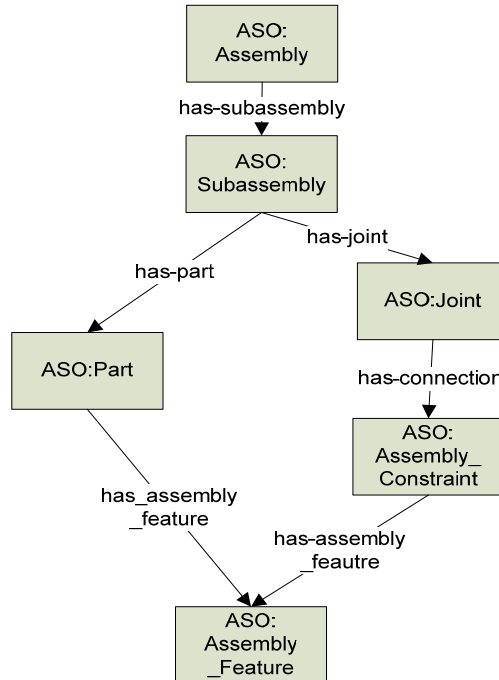 ASO:
Assembly
has-subassembly
ASO:
Subassembly
has-joint
has-part
ASO:Joint
ASO:Part
has-connection
ASO:
Assembly_
Constraint
has_assembly
_feature
has-assembly
_feautre
ASO:
Assembly
_Feature